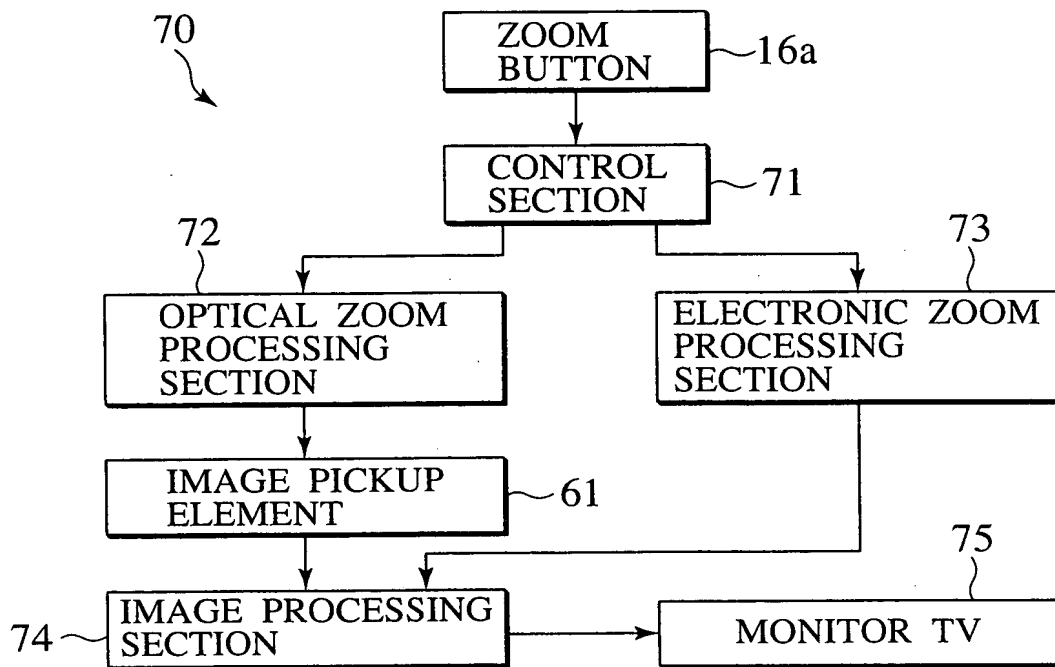 70
ZOOM
BUTTON
16a
CONTROL
SECTION
71
72
73
OPTICAL ZOOM
PROCESSING
SECTION
ELECTRONIC ZOOM
PROCESSING
SECTION
IMAGE PICKUP
ELEMENT
61
75
74
IMAGE PROCESSING
SECTION
MONITOR TV